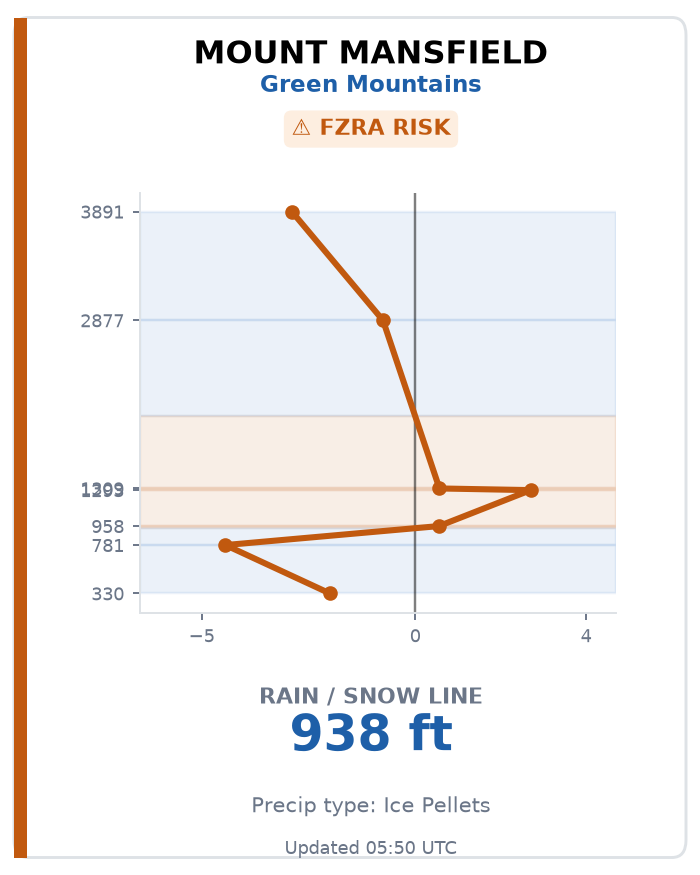 MOUNT MANSFIELD
Green Mountains
⚠ FZRA RISK
3891
2877
958
781
330
−5 0 4
RAIN / SNOW LINE
938 ft
Precip type: Ice Pellets
Updated 05:50 UTC